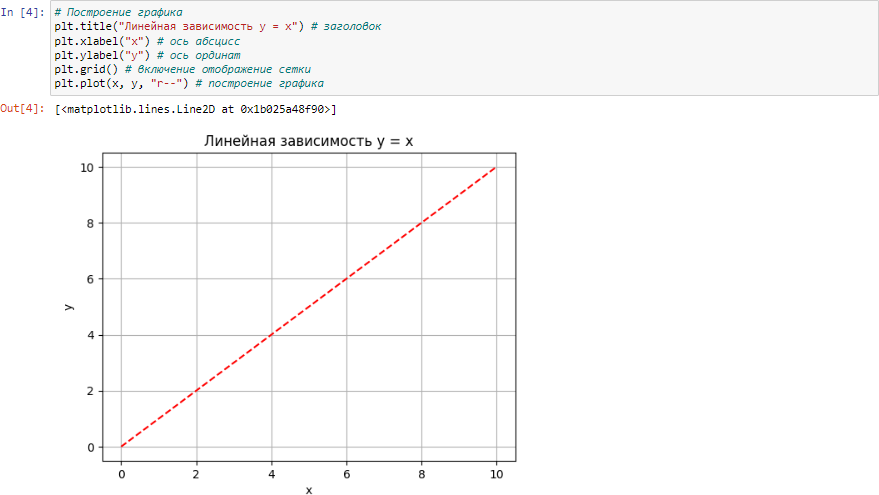 In [4]: # Построение графика
plt.title("Линейная зависимость y = x") # заголовок
plt.xlabel("x") # ось абсцисс
plt.ylabel("y") # ось ординат
plt.grid() # включение отображение сетки
plt.plot(x, y, "r--") # построение графика
Out[4]: [<matplotlib.lines.Line2D at 0x1b025a48f90>]
Линейная зависимость y = x
10
8
6
y
4
2
0
0 2 4 6 8 10
x